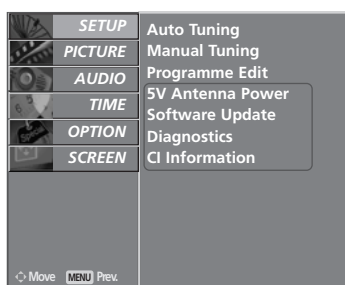 SETUP
PICTURE
AUDIO
TIME
OPTION
SCREEN
Auto Tuning
Manual Tuning
Programme Edit
5V Antenna Power
Software Update
Diagnostics
CI Information
Move MENU Prev.